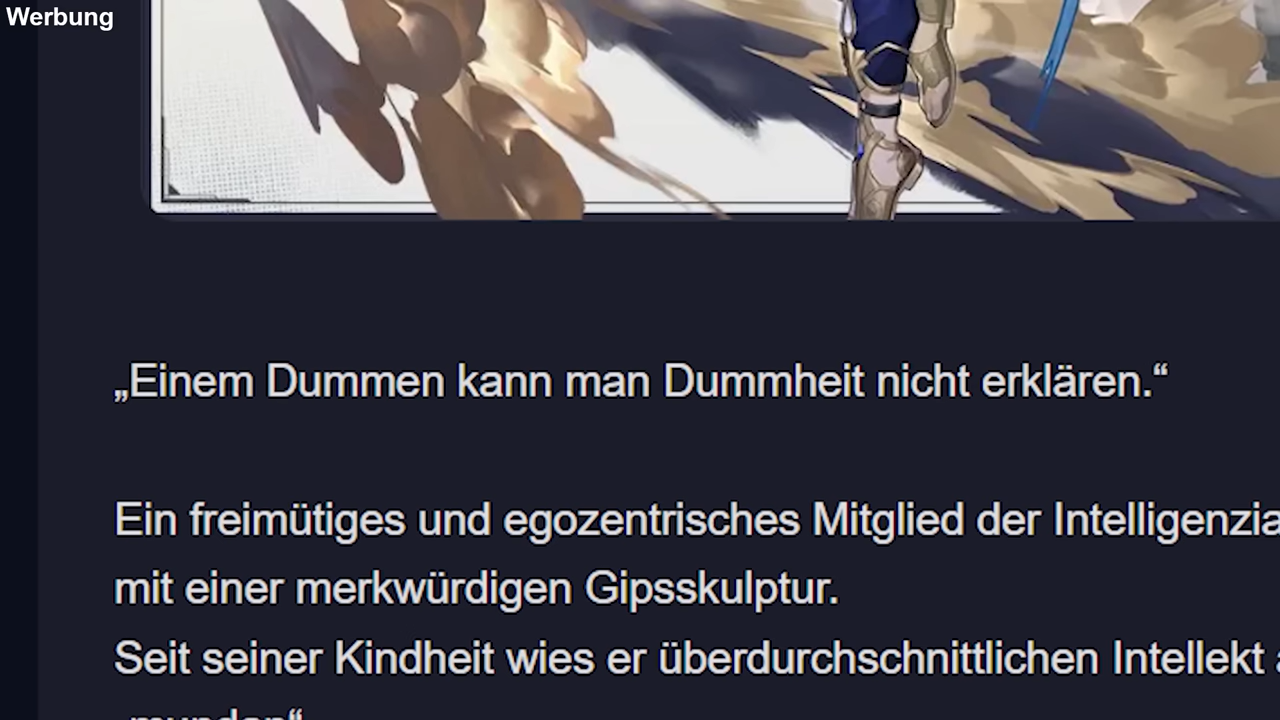 Werbung
„Einem Dummen kann man Dummheit nicht erklären.“
Ein freimütiges und egozentrisches Mitglied der Intelligenzia
mit einer merkwürdigen Gipsskulptur.
Seit seiner Kindheit wies er überdurchschnittlichen Intellekt